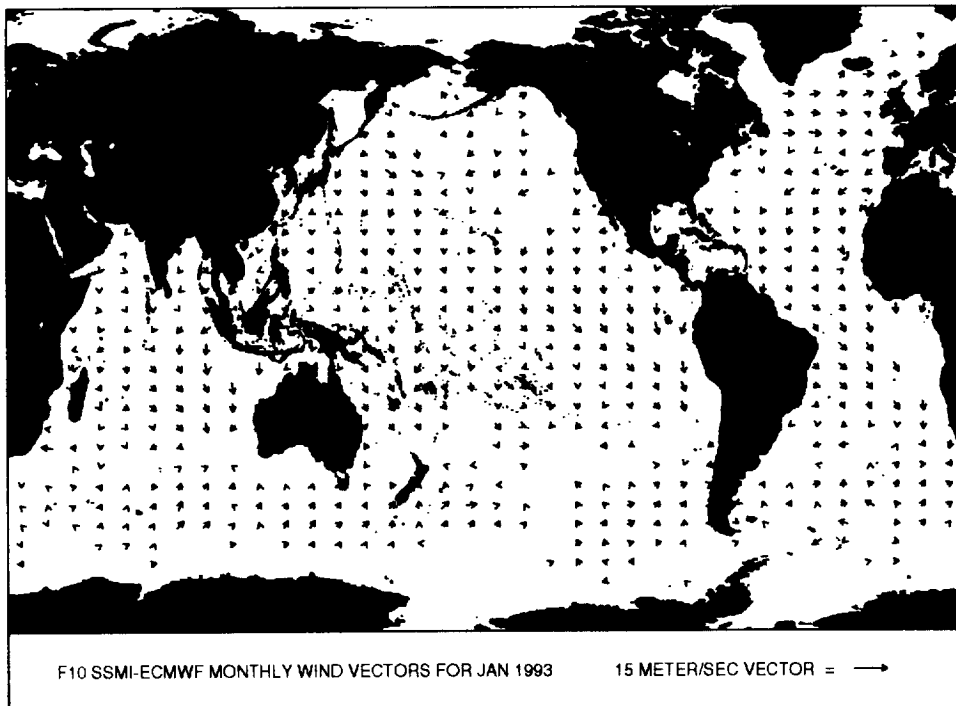 F10 SSMI-ECMWF MONTHLY WIND VECTORS FOR JAN 1993 15 METER/SEC VECTOR =